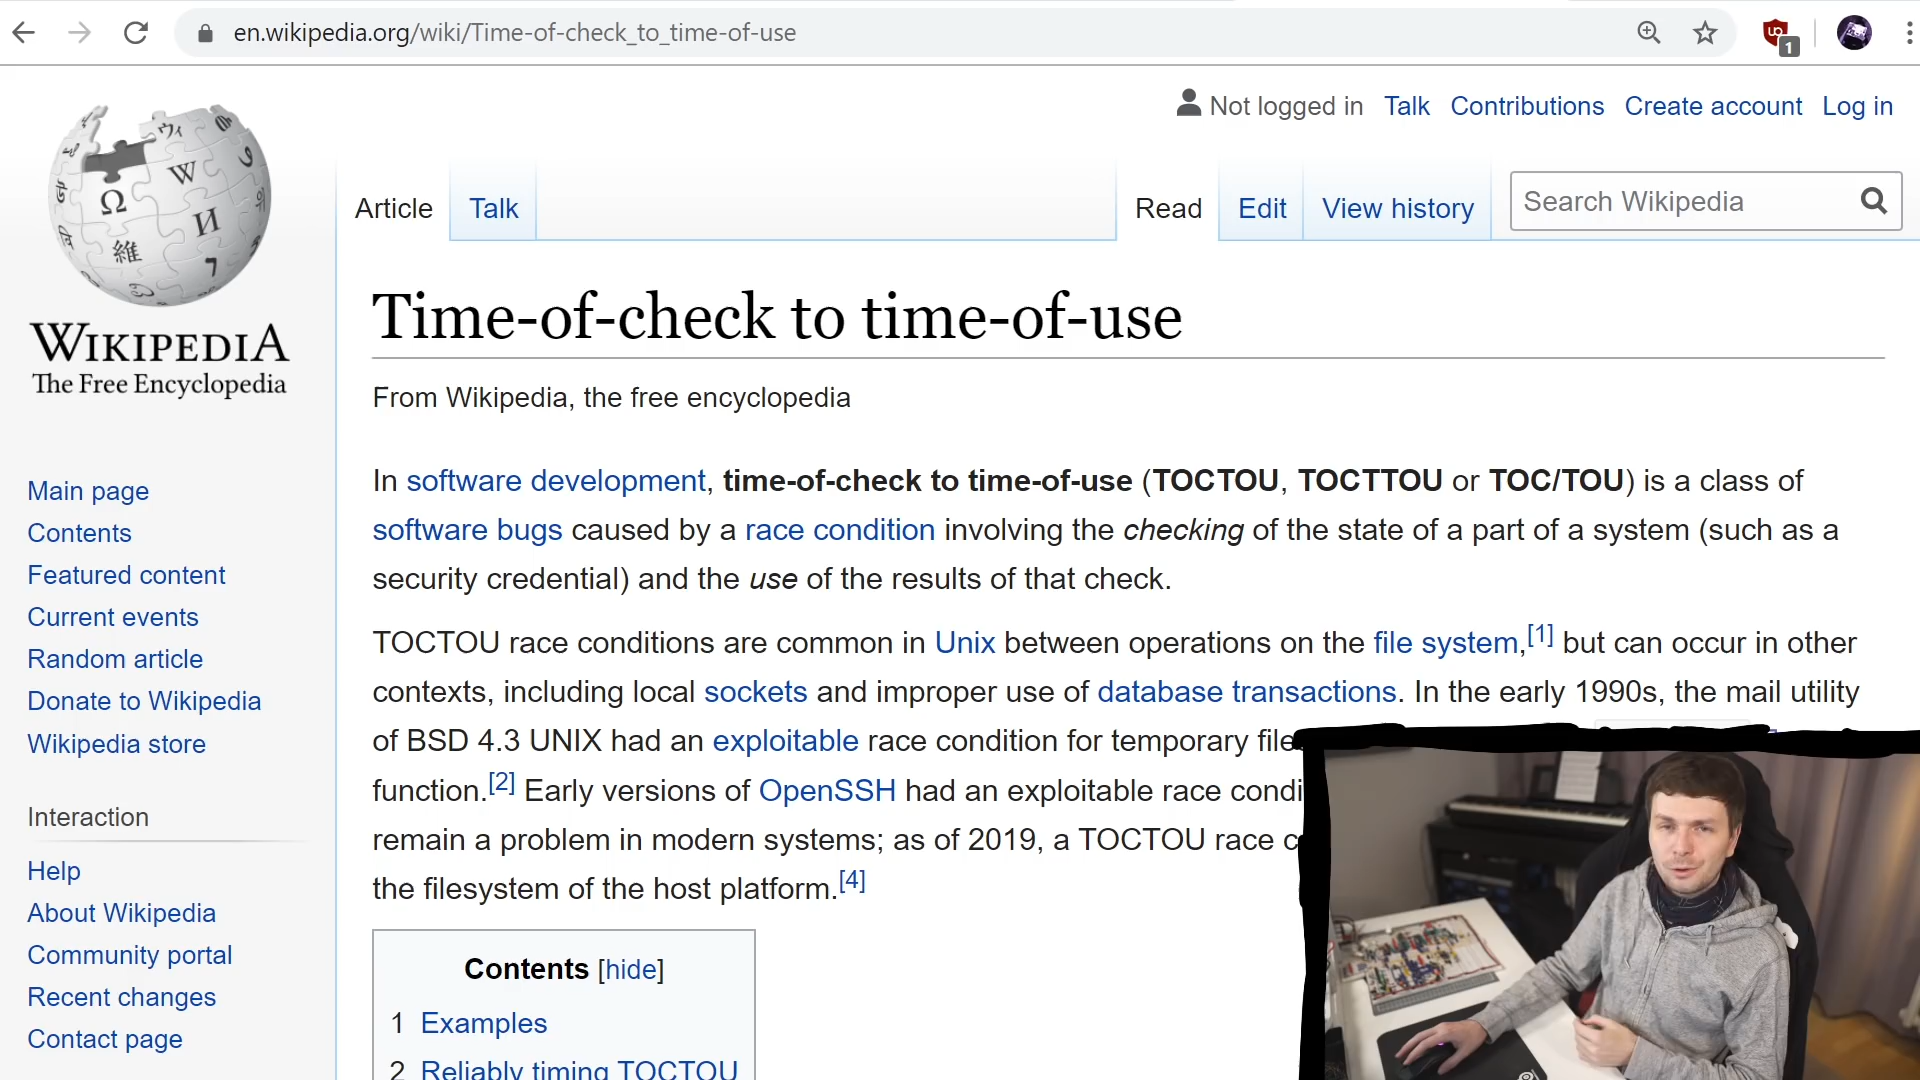 en.wikipedia.org/wiki/Time-of-check_to_time-of-use
1
Not logged in Talk Contributions Create account Log in
Article Talk Read Edit View history Search Wikipedia
WIKIPEDIA
The Free Encyclopedia
Time-of-check to time-of-use
From Wikipedia, the free encyclopedia
In software development, time-of-check to time-of-use (TOCTOU, TOCTTOU or TOC/TOU) is a class of
software bugs caused by a race condition involving the checking of the state of a part of a system (such as a
security credential) and the use of the results of that check.
TOCTOU race conditions are common in Unix between operations on the file system,[1] but can occur in other
contexts, including local sockets and improper use of database transactions. In the early 1990s, the mail utility
of BSD 4.3 UNIX had an exploitable race condition for temporary file
function.[2] Early versions of OpenSSH had an exploitable race condi
remain a problem in modern systems; as of 2019, a TOCTOU race c
the filesystem of the host platform.[4]
Contents [hide]
1 Examples
2 Reliably timing TOCTOU
Main page
Contents
Featured content
Current events
Random article
Donate to Wikipedia
Wikipedia store
Interaction
Help
About Wikipedia
Community portal
Recent changes
Contact page